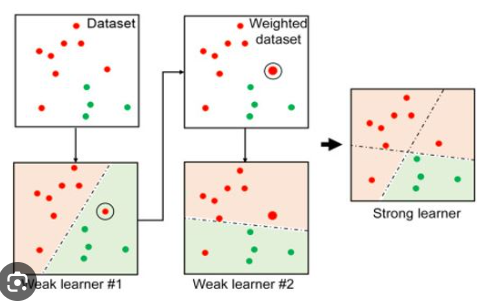 Dataset
Weighted
dataset
Weak learner #1
Weak learner #2
Strong learner